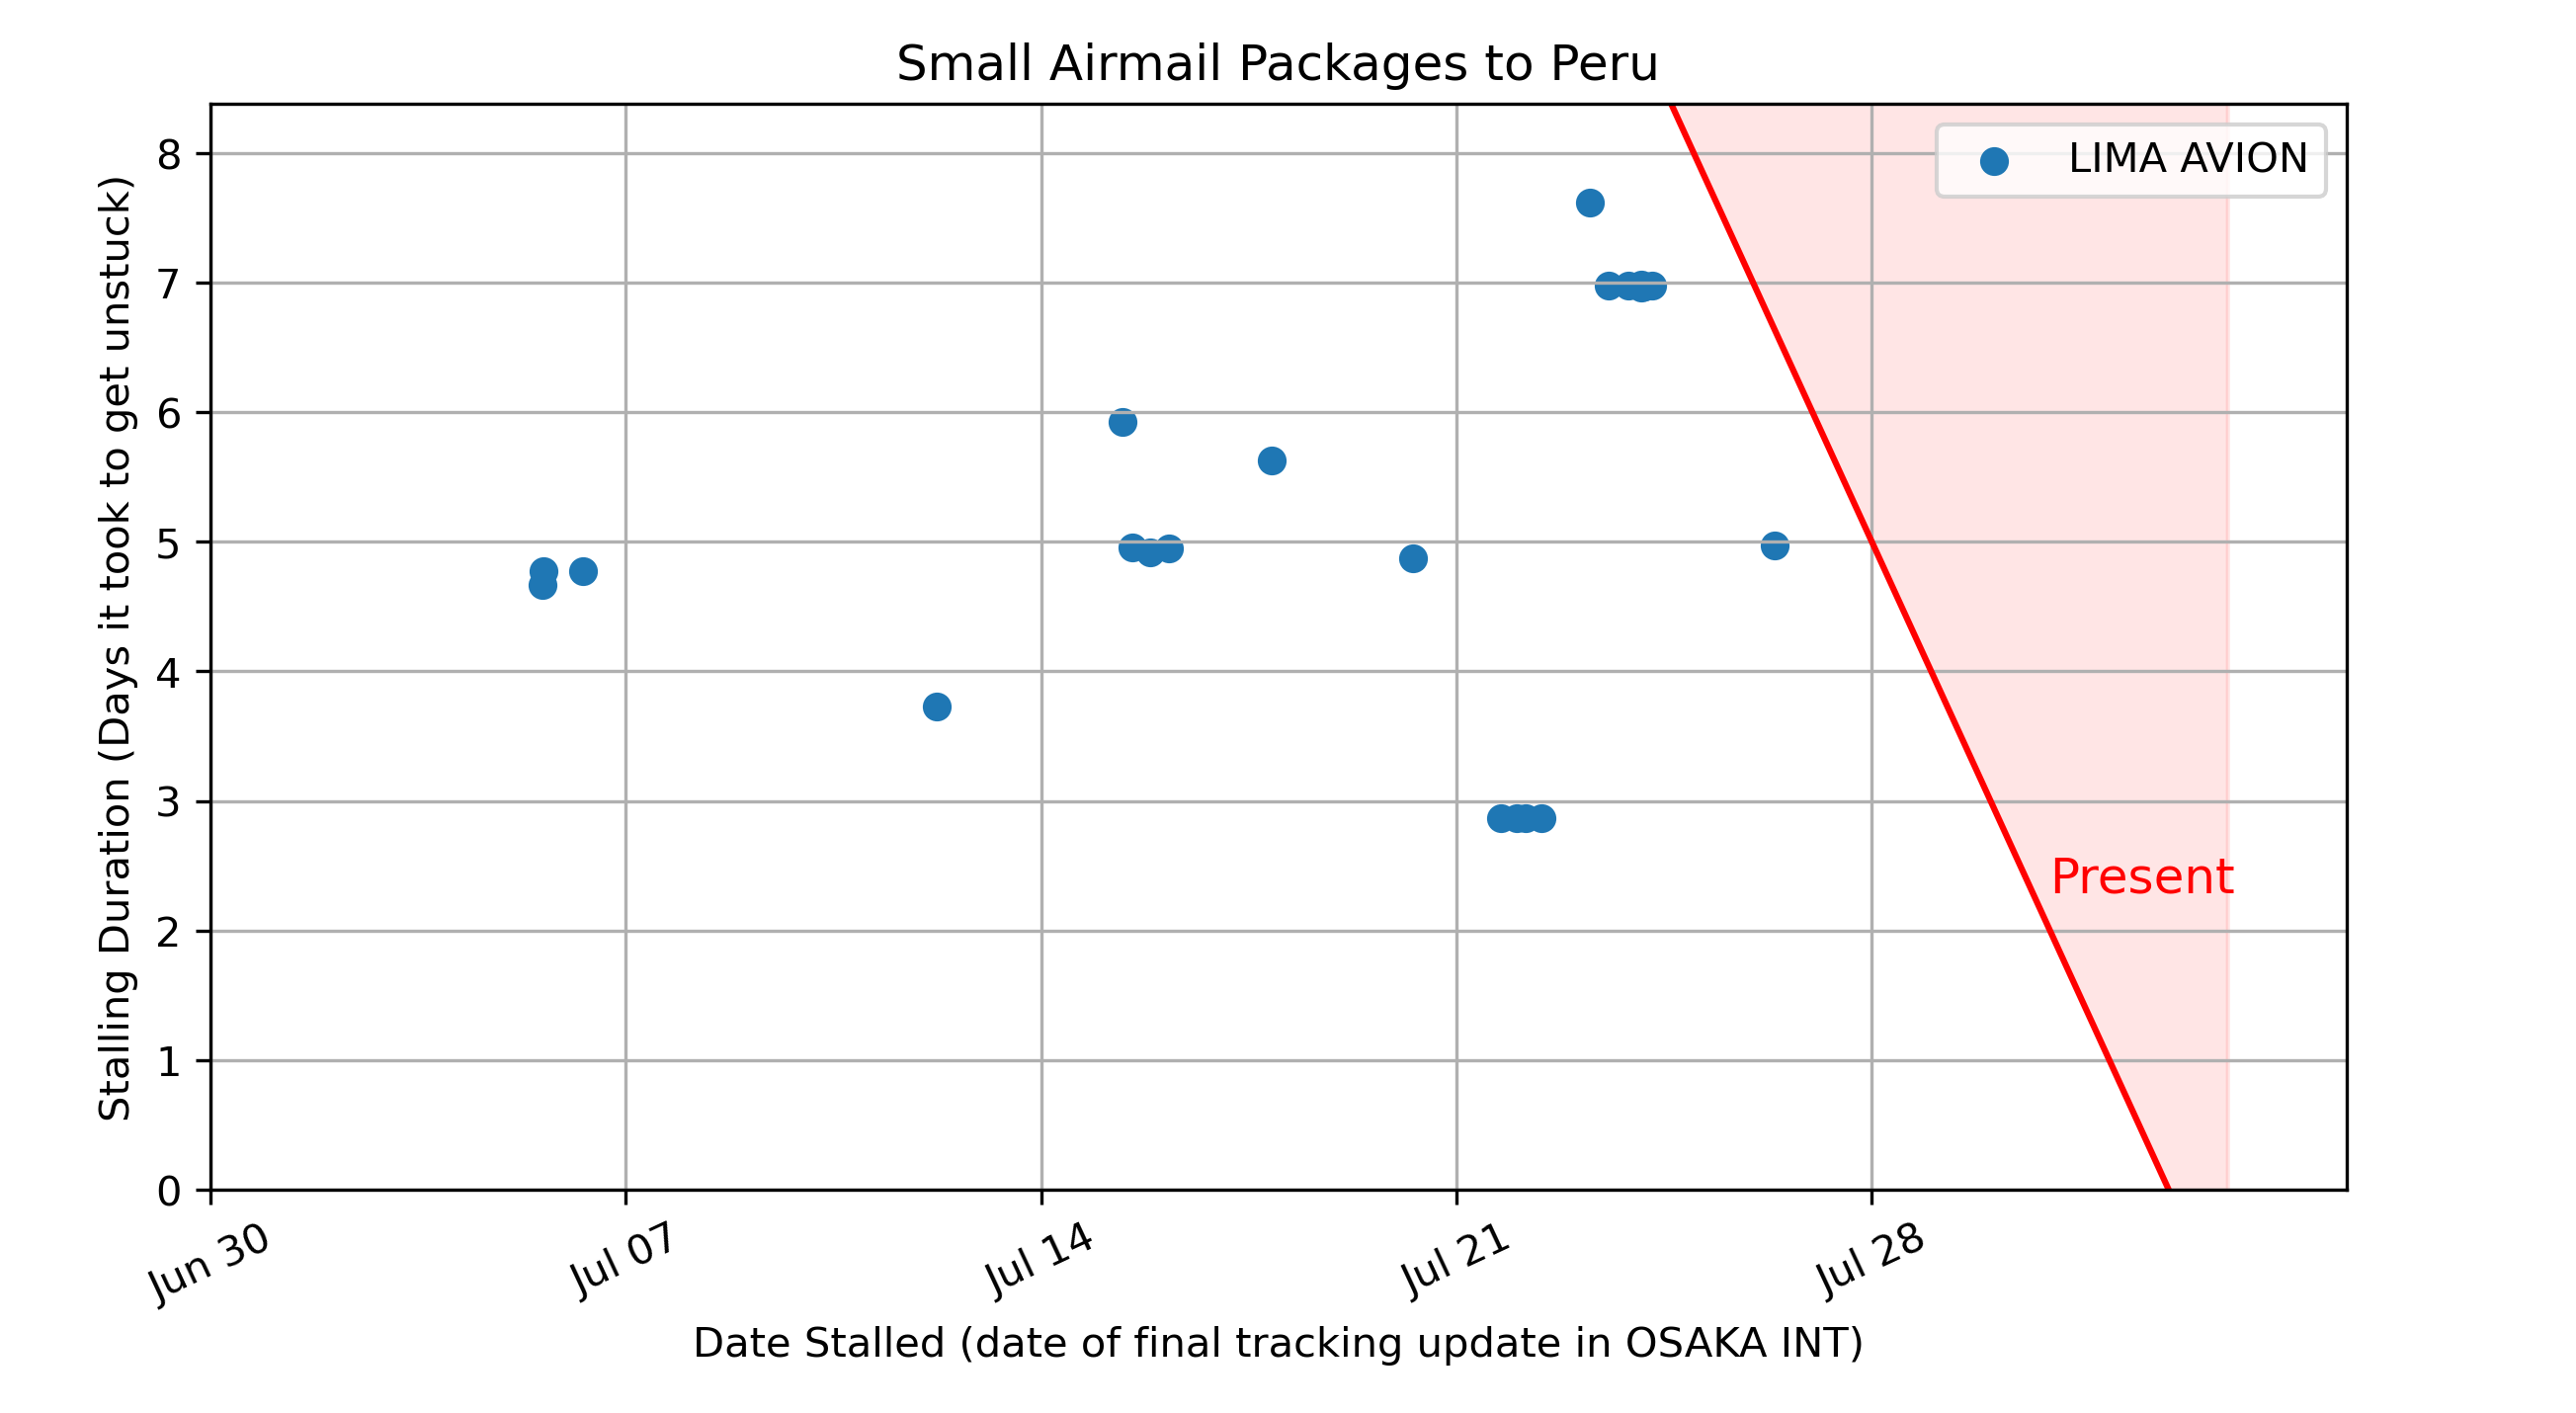 Small Airmail Packages to Peru
LIMA AVION
8
7
6
5
4
3
2
1
0
Stalling Duration (Days it took to get unstuck)
Present
Jun 30
Jul 07
Jul 14
Jul 21
Jul 28
Date Stalled (date of final tracking update in OSAKA INT)